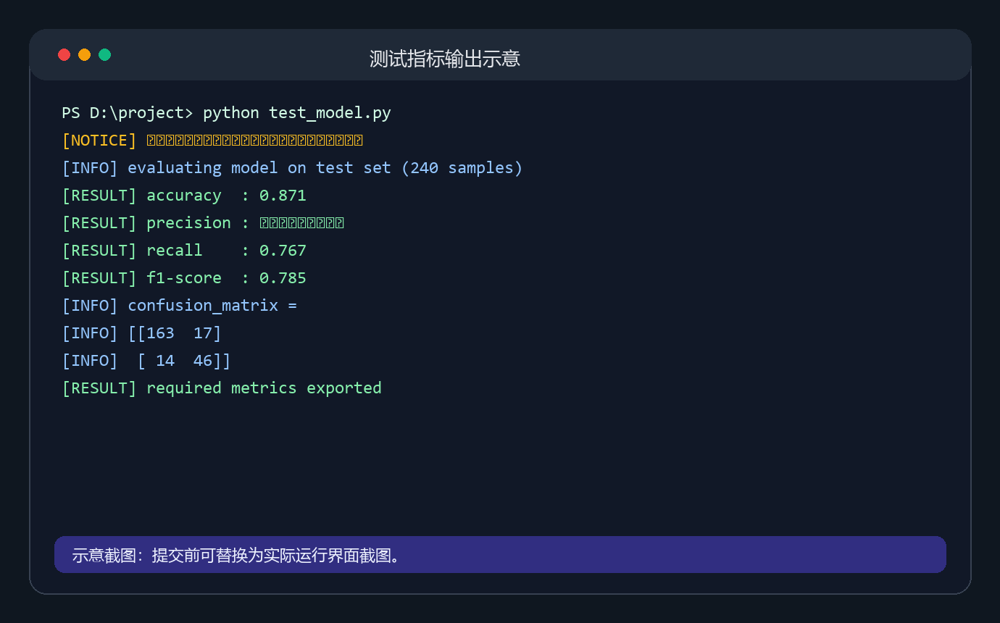 测试指标输出示意
PS D:\project> python test_model.py
[NOTICE]
[INFO] evaluating model on test set (240 samples)
[RESULT] accuracy  : 0.871
[RESULT] precision :
[RESULT] recall    : 0.767
[RESULT] f1-score  : 0.785
[INFO] confusion_matrix =
[INFO] [[163  17]
[INFO]  [ 14  46]]
[RESULT] required metrics exported
示意截图：提交前可替换为实际运行界面截图。